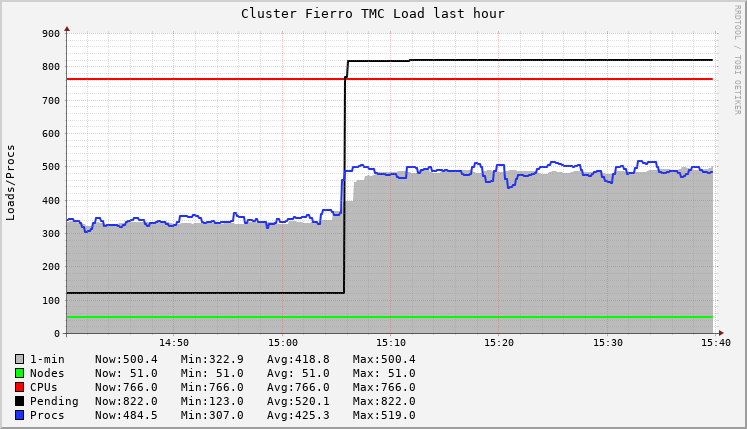 Cluster Fierro TMC Load last hour
RRDTOOL / TOBI OETIKER
Loads/Procs
900
800
700
600
500
400
300
200
100
0
14:50 15:00 15:10 15:20 15:30 15:40
1-min Now:500.4 Min:322.9 Avg:418.8 Max:500.4
Nodes Now: 51.0 Min: 51.0 Avg: 51.0 Max: 51.0
CPUs Now:766.0 Min:766.0 Avg:766.0 Max:766.0
Pending Now:822.0 Min:123.0 Avg:520.1 Max:822.0
Procs Now:484.5 Min:307.0 Avg:425.3 Max:519.0